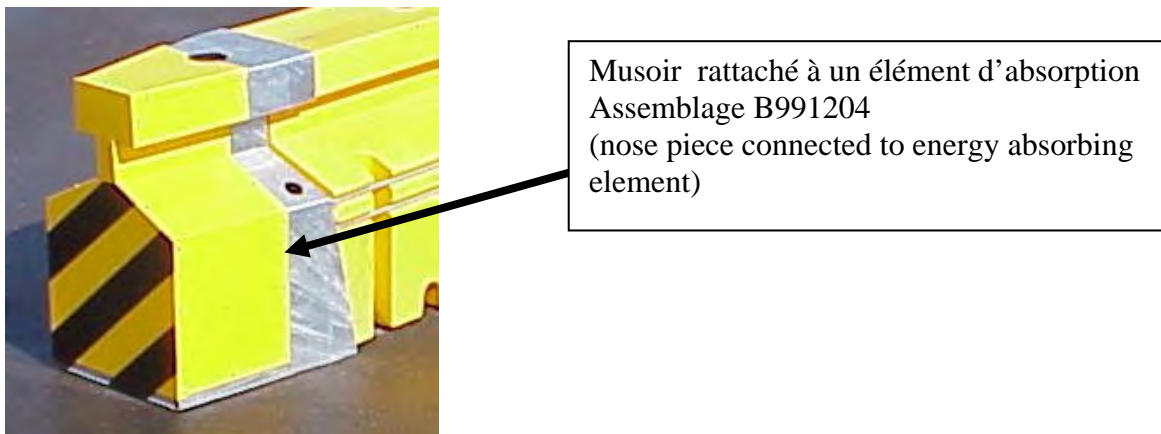 Musoir rattaché à un élément d'absorption
Assemblage B991204
(nose piece connected to energy absorbing
element)